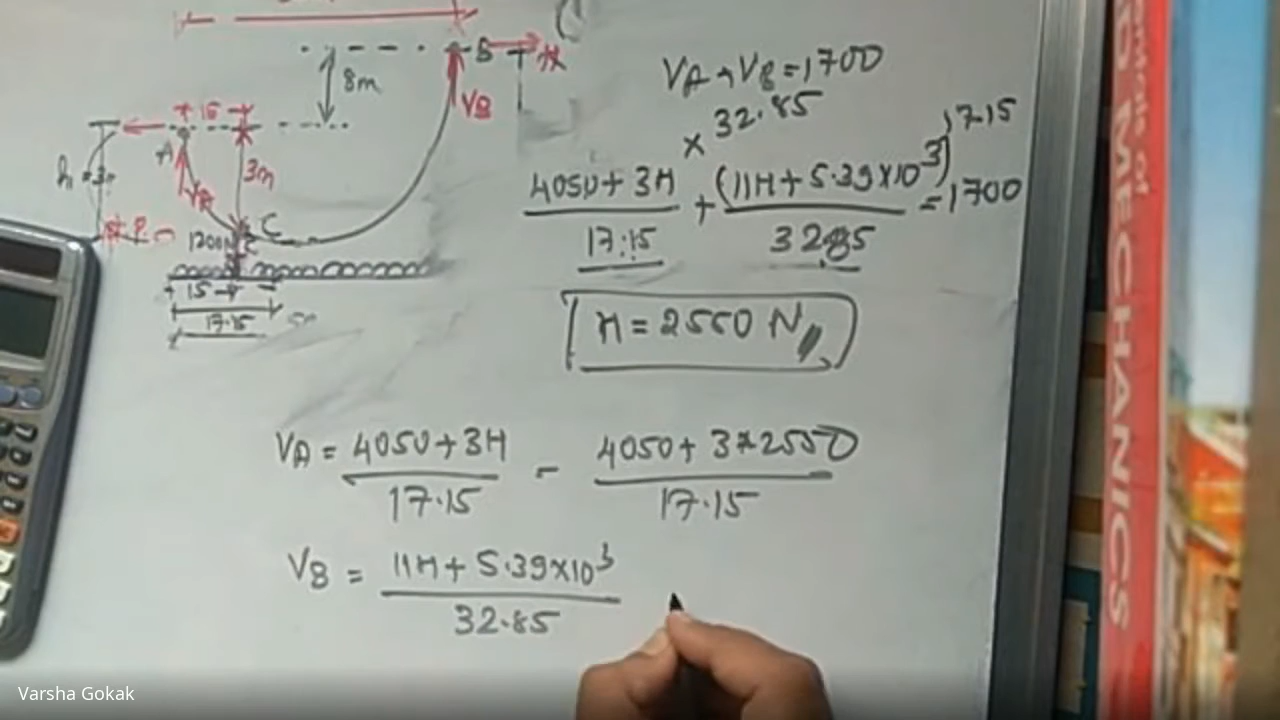 B
H
8m
VB
15
A
3m
VA
C
1200N
15
17.15
VA + VB = 1700
× 32.85
17.15
4050 + 3H + (11H + 5.39×10³) = 1700
17.15 32.85
H = 2550 N
VA = 4050 + 3H = 4050 + 3×2550
17.15 17.15
VB = 11H + 5.39×10³
32.85
MECHANICS
Varsha Gokak